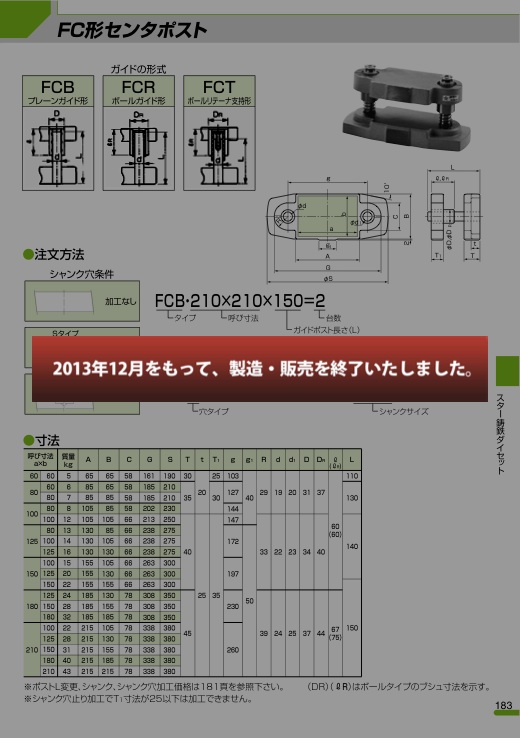 FC形センタポスト
ガイドの形式
FCB
プレーンガイド形
FCR
ボールガイド形
FCT
ボールリテーナ支持形
●注文方法
シャンク穴条件
加工なし
Sタイプ
FCB・210×210×150=2
タイプ
呼び寸法
台数
ガイドポスト長さ(L)
2013年12月をもって、製造・販売を終了いたしました。
穴タイプ
シャンクサイズ
スター鋳鉄ダイセット
●寸法
呼び寸法 a×b 質量 kg A B C G S T t T₁ g g₁ R d d₁ D Dʀ ℓ (ℓʀ) L
60 60 5 85 65 58 161 190 30 25 103 110
80 60 6 85 65 58 185 210 35 20 30 127 40 29 19 20 31 37 130
80 7 85 85 58 185 210
100 80 8 105 85 58 202 230 144
100 12 105 105 66 213 250 147 60 (60)
125 80 13 130 85 66 238 275 40 172 33 22 23 34 40 140
100 14 130 105 66 238 275
125 16 130 130 66 238 275
150 100 15 155 105 66 263 300 197
125 20 155 130 66 263 300
150 22 155 155 66 263 300 25 35 50
180 125 24 185 130 78 308 350 45 230 39 24 25 37 44 67 (75) 150
150 28 185 155 78 308 350
180 32 185 185 78 308 350
210 100 22 215 105 78 338 380 260
125 28 215 130 78 338 380
150 31 215 155 78 338 380
180 40 215 185 78 338 380
210 43 215 215 78 338 380
※ポストL変更、シャンク、シャンク穴加工価格は181頁を参照下さい。 (DR)(ℓR)はボールタイプのブシュ寸法を示す。
※シャンク穴止り加工でT₁寸法が25以下は加工できません。
183